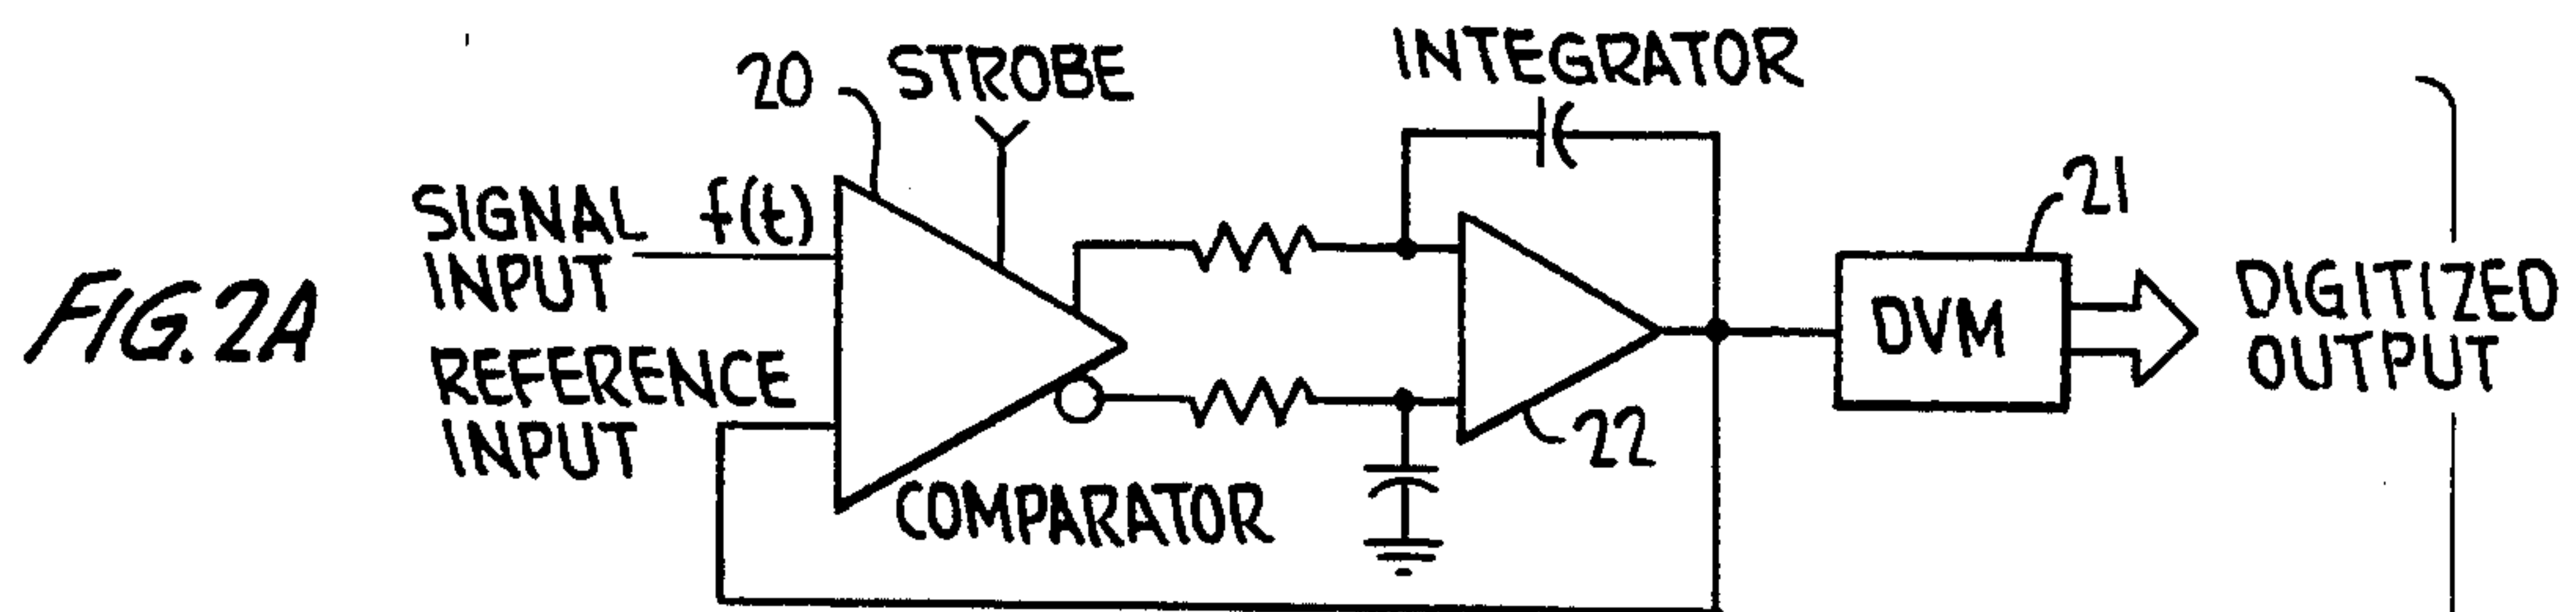 FIG. 2A
20
STROBE
INTEGRATOR
SIGNAL
INPUT
f(t)
REFERENCE
INPUT
COMPARATOR
22
DVM
21
DIGITIZED
OUTPUT